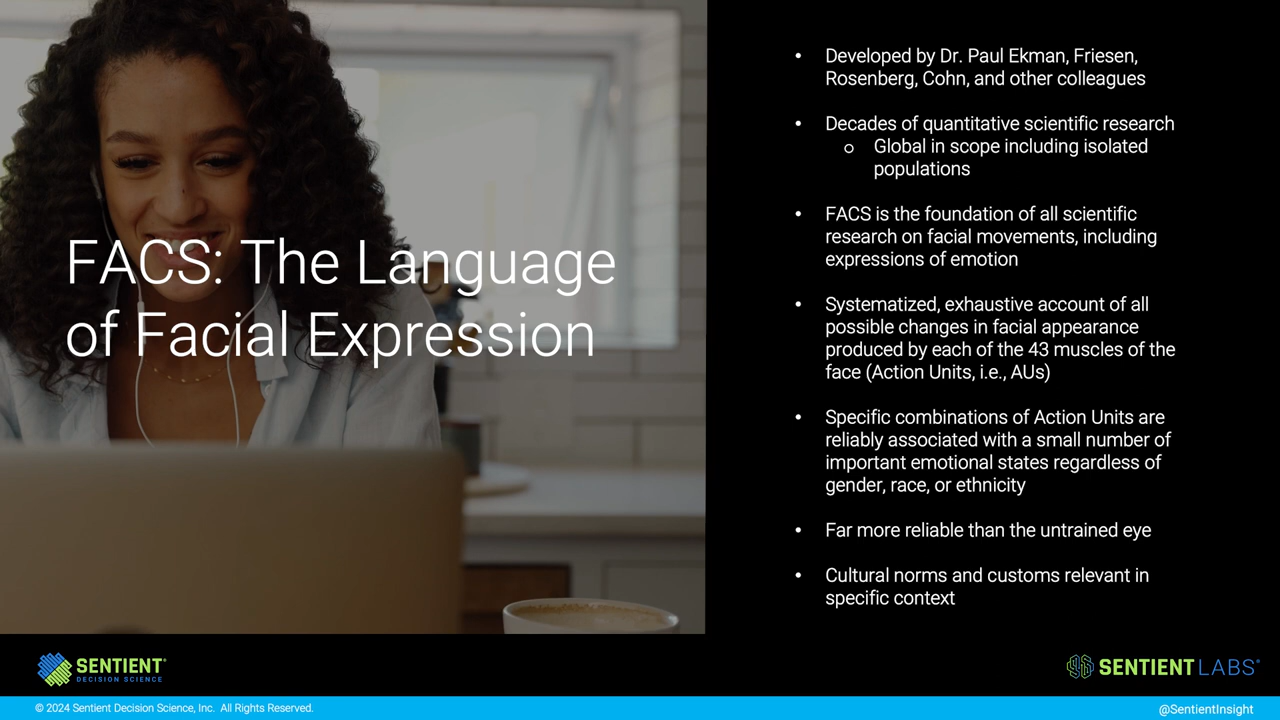 FACS: The Language
of Facial Expression
• Developed by Dr. Paul Ekman, Friesen,
Rosenberg, Cohn, and other colleagues
• Decades of quantitative scientific research
o Global in scope including isolated
populations
• FACS is the foundation of all scientific
research on facial movements, including
expressions of emotion
• Systematized, exhaustive account of all
possible changes in facial appearance
produced by each of the 43 muscles of the
face (Action Units, i.e., AUs)
• Specific combinations of Action Units are
reliably associated with a small number of
important emotional states regardless of
gender, race, or ethnicity
• Far more reliable than the untrained eye
• Cultural norms and customs relevant in
specific context
SENTIENT®
DECISION SCIENCE
SENTIENT LABS®
© 2024 Sentient Decision Science, Inc. All Rights Reserved.
@SentientInsight